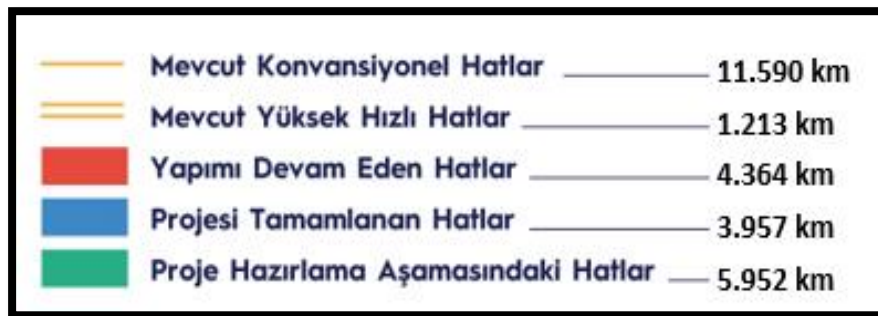 Mevcut Konvansiyonel Hatlar 11.590 km
Mevcut Yüksek Hızlı Hatlar 1.213 km
Yapımı Devam Eden Hatlar 4.364 km
Projesi Tamamlanan Hatlar 3.957 km
Proje Hazırlama Aşamasındaki Hatlar 5.952 km